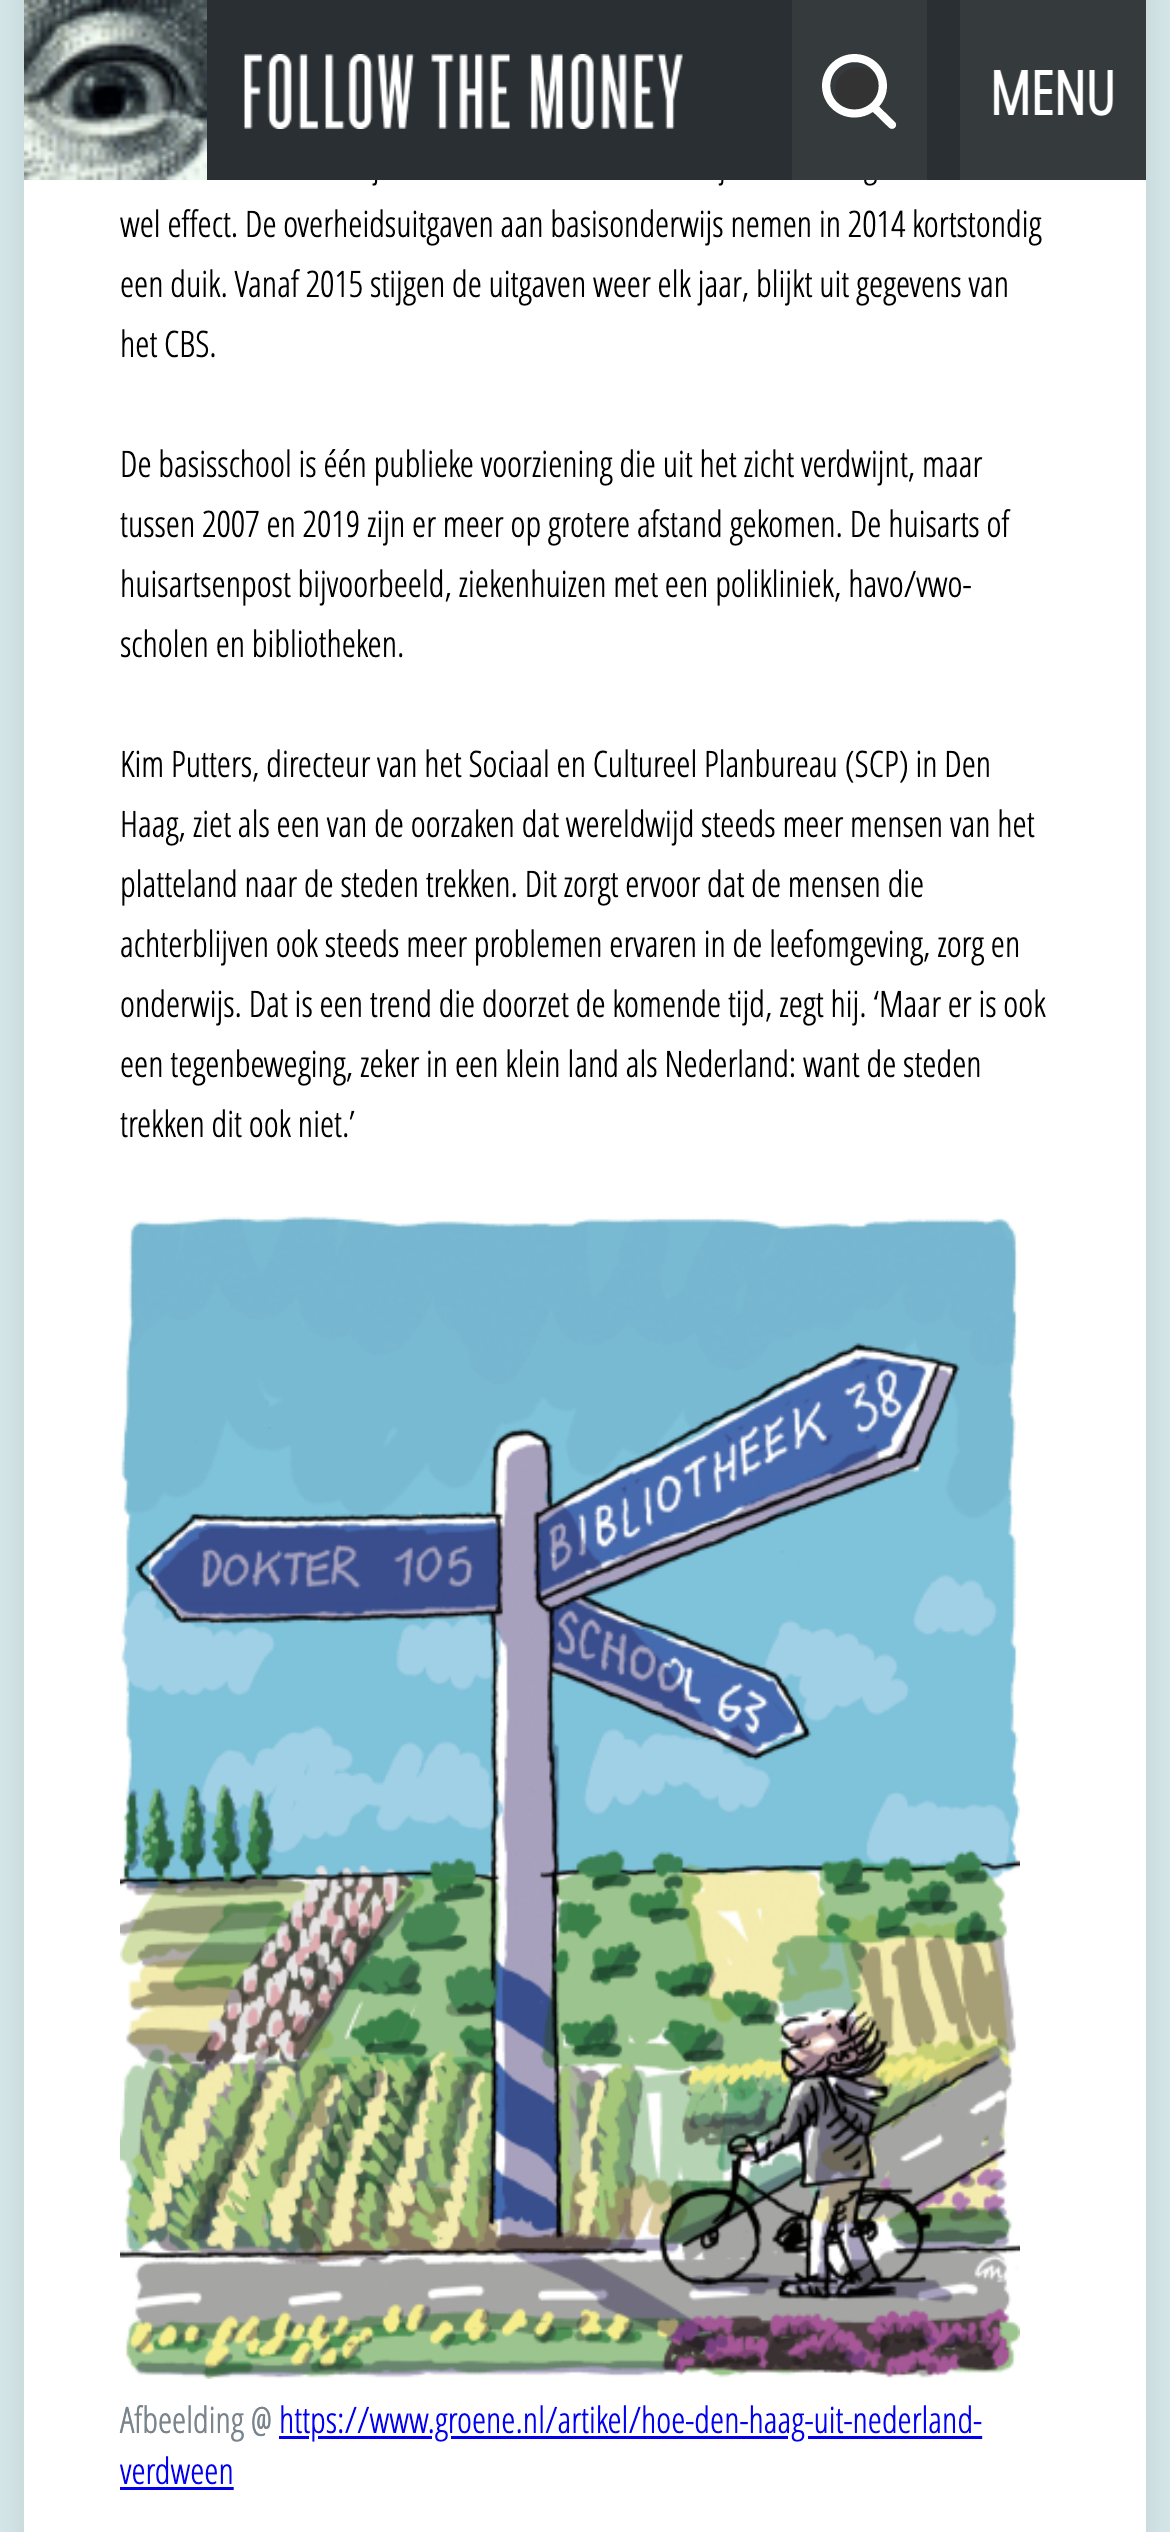 FOLLOW THE MONEY
MENU
wel effect. De overheidsuitgaven aan basisonderwijs nemen in 2014 kortstondig
een duik. Vanaf 2015 stijgen de uitgaven weer elk jaar, blijkt uit gegevens van
het CBS.
De basisschool is één publieke voorziening die uit het zicht verdwijnt, maar
tussen 2007 en 2019 zijn er meer op grotere afstand gekomen. De huisarts of
huisartsenpost bijvoorbeeld, ziekenhuizen met een polikliniek, havo/vwo-
scholen en bibliotheken.
Kim Putters, directeur van het Sociaal en Cultureel Planbureau (SCP) in Den
Haag, ziet als een van de oorzaken dat wereldwijd steeds meer mensen van het
platteland naar de steden trekken. Dit zorgt ervoor dat de mensen die
achterblijven ook steeds meer problemen ervaren in de leefomgeving, zorg en
onderwijs. Dat is een trend die doorzet de komende tijd, zegt hij. ‘Maar er is ook
een tegenbeweging, zeker in een klein land als Nederland: want de steden
trekken dit ook niet.’
BIBLIOTHEEK 38
DOKTER 105
SCHOOL 63
Afbeelding @ https://www.groene.nl/artikel/hoe-den-haag-uit-nederland-
verdween